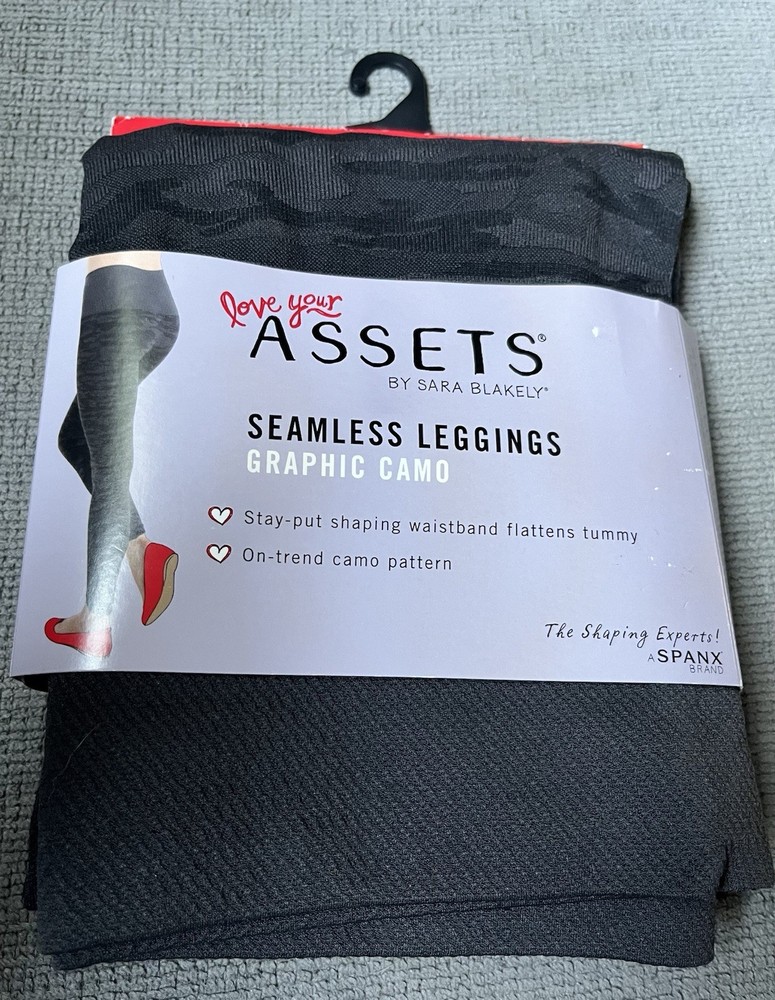 love your
ASSETS®
BY SARA BLAKELY®
SEAMLESS LEGGINGS
GRAPHIC CAMO
Stay-put shaping waistband flattens tummy
On-trend camo pattern
The Shaping Experts!
A SPANX®
BRAND